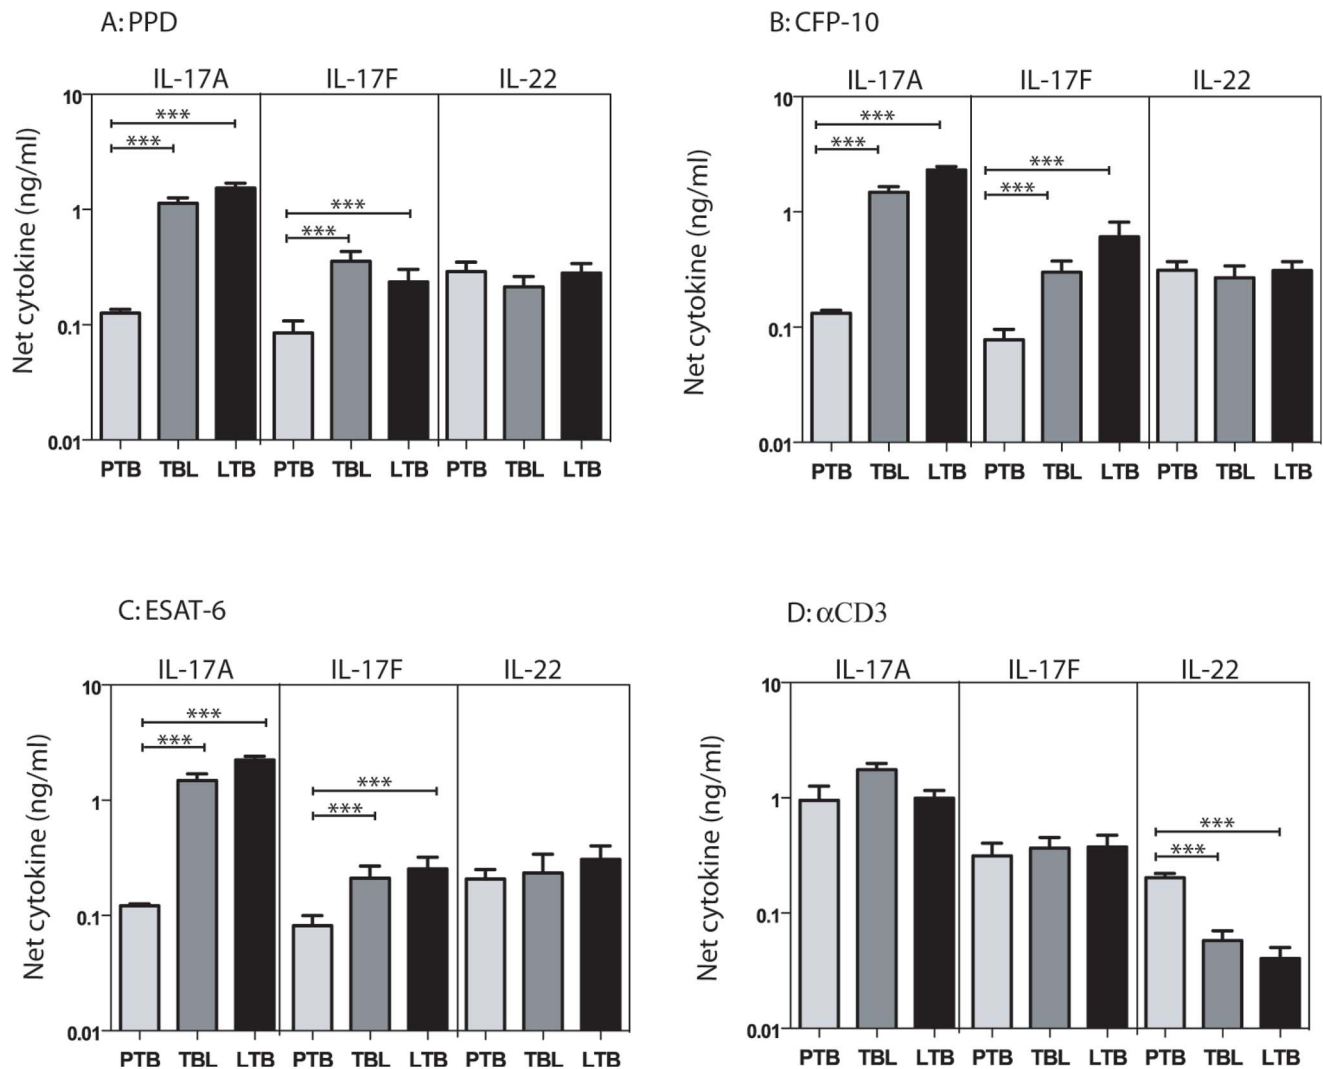 A: PPD
IL-17A IL-17F IL-22
Net cytokine (ng/ml)
10
1
0.1
0.01
*** *** *** ***
PTB TBL LTB PTB TBL LTB PTB TBL LTB
B: CFP-10
IL-17A IL-17F IL-22
Net cytokine (ng/ml)
10
1
0.1
0.01
*** *** *** ***
PTB TBL LTB PTB TBL LTB PTB TBL LTB
C: ESAT-6
IL-17A IL-17F IL-22
Net cytokine (ng/ml)
10
1
0.1
0.01
*** *** *** ***
PTB TBL LTB PTB TBL LTB PTB TBL LTB
D: αCD3
IL-17A IL-17F IL-22
Net cytokine (ng/ml)
10
1
0.1
0.01
*** ***
PTB TBL LTB PTB TBL LTB PTB TBL LTB